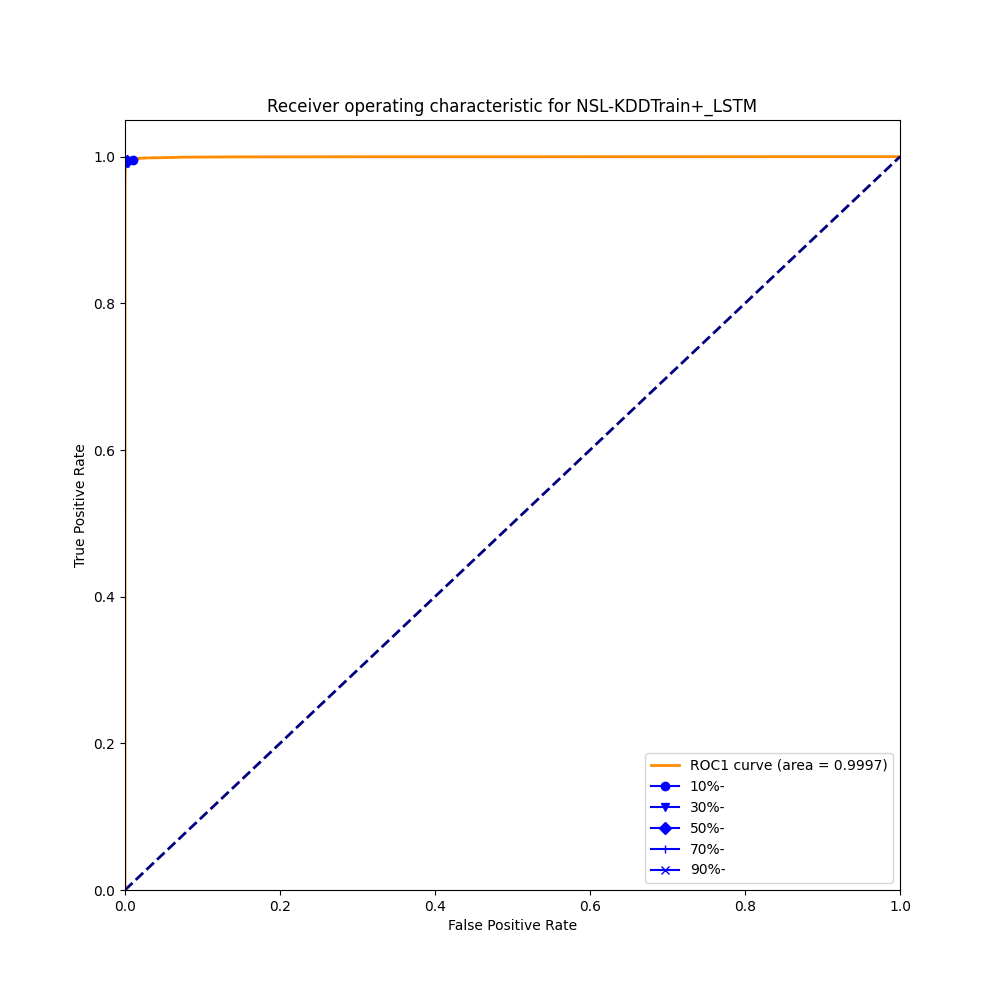 Receiver operating characteristic for NSL-KDDTrain+_LSTM
1.0
0.8
0.6
0.4
0.2
0.0
True Positive Rate
0.0 0.2 0.4 0.6 0.8 1.0
False Positive Rate
ROC1 curve (area = 0.9997)
10%-
30%-
50%-
70%-
90%-